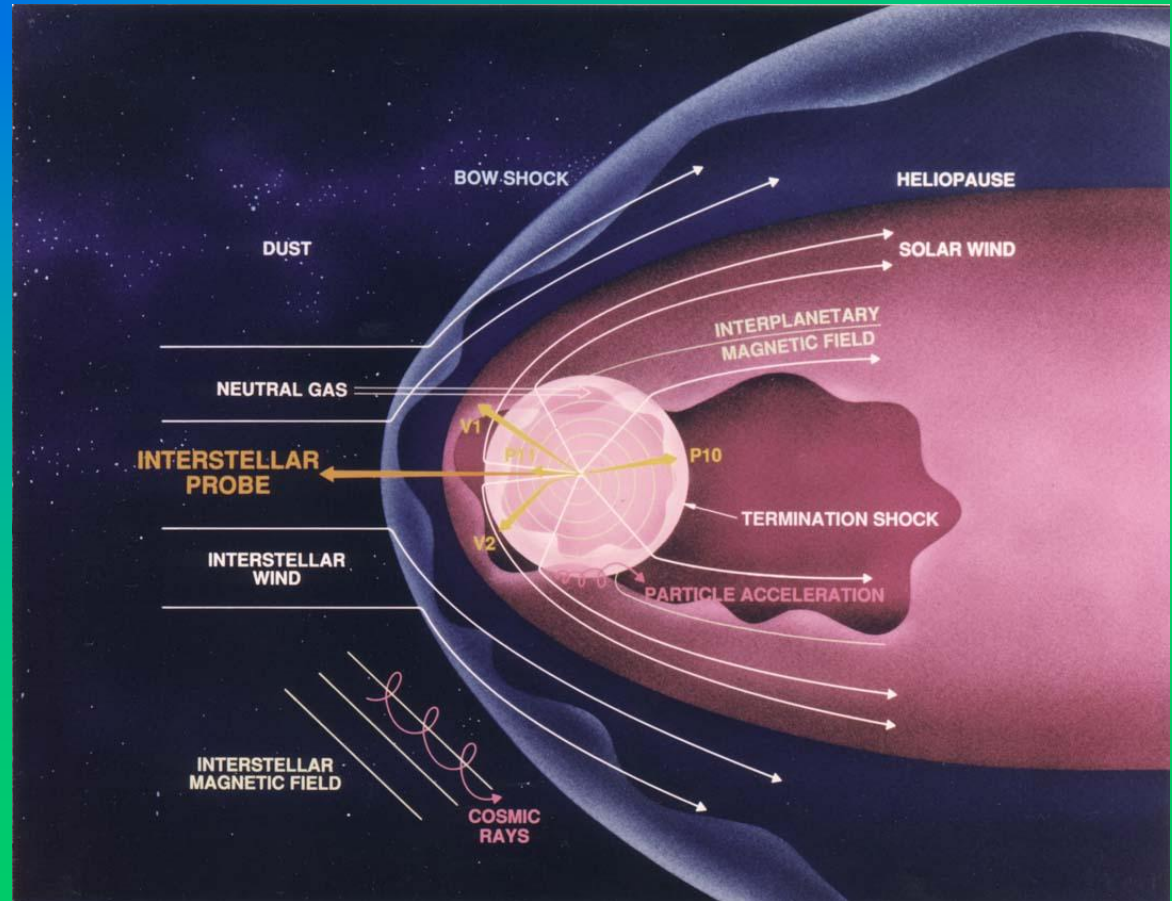 BOW SHOCK
HELIOPAUSE
DUST
SOLAR WIND
INTERPLANETARY
MAGNETIC FIELD
NEUTRAL GAS
V1
P11
P10
INTERSTELLAR
PROBE
V2
TERMINATION SHOCK
INTERSTELLAR
WIND
PARTICLE ACCELERATION
INTERSTELLAR
MAGNETIC FIELD
COSMIC
RAYS